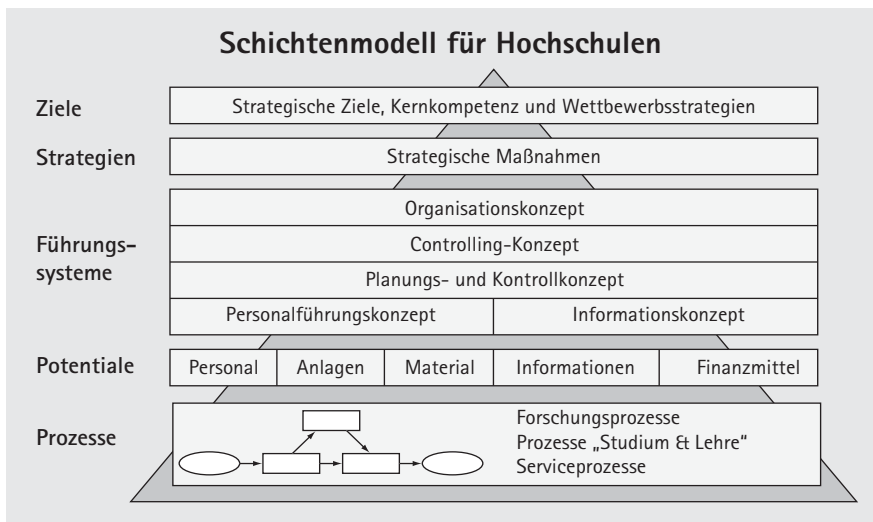 Schichtenmodell für Hochschulen
Ziele
Strategische Ziele, Kernkompetenz und Wettbewerbsstrategien
Strategien
Strategische Maßnahmen
Führungs-
systeme
Organisationskonzept
Controlling-Konzept
Planungs- und Kontrollkonzept
Personalführungskonzept
Informationskonzept
Potentiale
Personal
Anlagen
Material
Informationen
Finanzmittel
Prozesse
Forschungsprozesse
Prozesse „Studium & Lehre"
Serviceprozesse